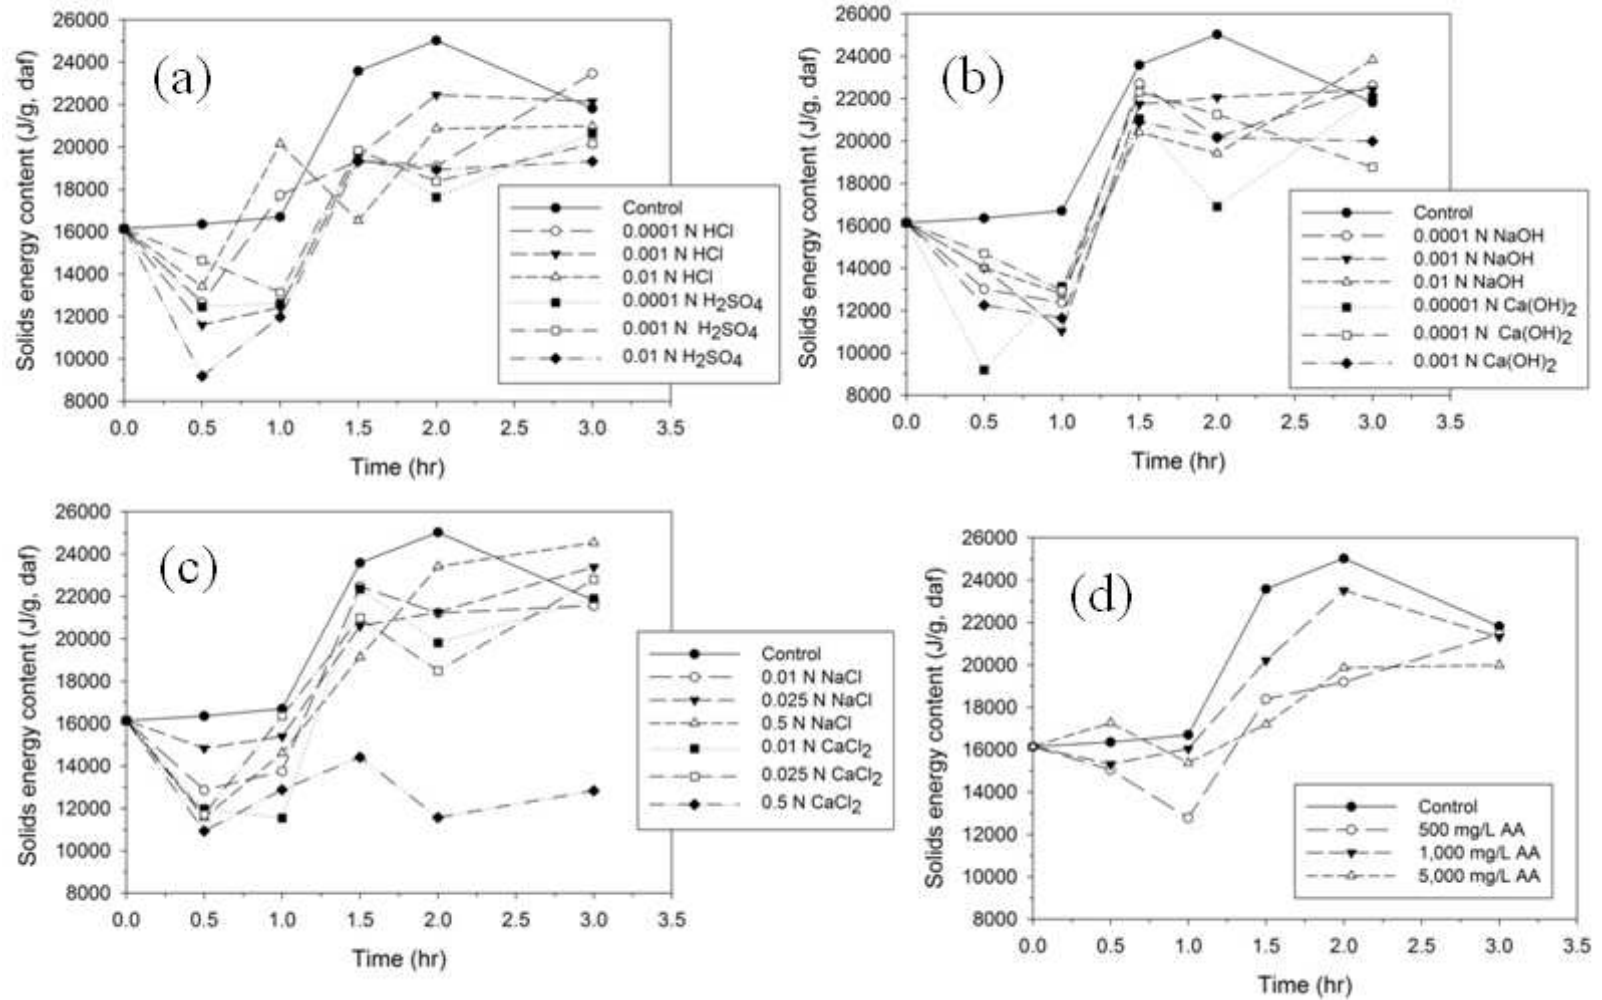 (a)
Solids energy content (J/g, daf)
26000
24000
22000
20000
18000
16000
14000
12000
10000
8000
0.0 0.5 1.0 1.5 2.0 2.5 3.0 3.5
Time (hr)
Control
0.0001 N HCl
0.001 N HCl
0.01 N HCl
0.0001 N H2SO4
0.001 N H2SO4
0.01 N H2SO4
(b)
Solids energy content (J/g, daf)
26000
24000
22000
20000
18000
16000
14000
12000
10000
8000
0.0 0.5 1.0 1.5 2.0 2.5 3.0 3.5
Time (hr)
Control
0.0001 N NaOH
0.001 N NaOH
0.01 N NaOH
0.00001 N Ca(OH)2
0.0001 N Ca(OH)2
0.001 N Ca(OH)2
(c)
Solids energy content (J/g, daf)
26000
24000
22000
20000
18000
16000
14000
12000
10000
8000
0.0 0.5 1.0 1.5 2.0 2.5 3.0 3.5
Time (hr)
Control
0.01 N NaCl
0.025 N NaCl
0.5 N NaCl
0.01 N CaCl2
0.025 N CaCl2
0.5 N CaCl2
(d)
Solids energy content (J/g, daf)
26000
24000
22000
20000
18000
16000
14000
12000
10000
8000
0.0 0.5 1.0 1.5 2.0 2.5 3.0 3.5
Time (hr)
Control
500 mg/L AA
1,000 mg/L AA
5,000 mg/L AA